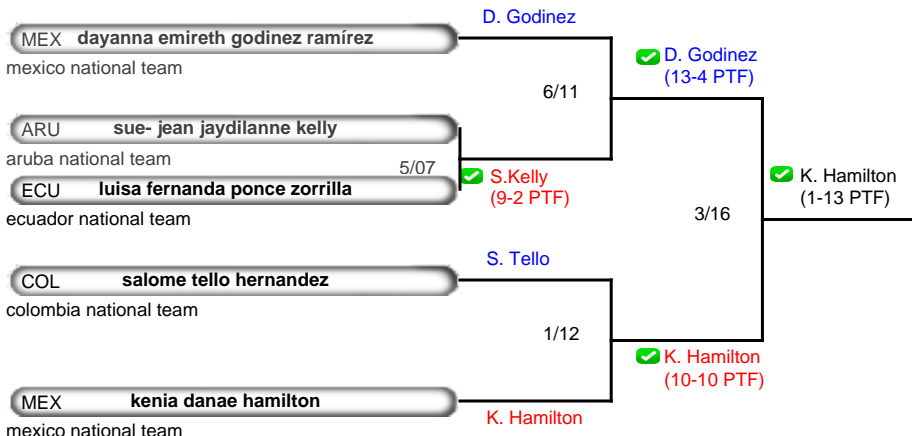 D. Godinez
MEX dayanna emireth godinez ramírez
mexico national team
D. Godinez
(13-4 PTF)
6/11
ARU sue- jean jaydilanne kelly
aruba national team
5/07
ECU luisa fernanda ponce zorrilla
ecuador national team
S.Kelly
(9-2 PTF)
K. Hamilton
(1-13 PTF)
3/16
S. Tello
COL salome tello hernandez
colombia national team
1/12
K. Hamilton
(10-10 PTF)
MEX kenia danae hamilton
mexico national team
K. Hamilton